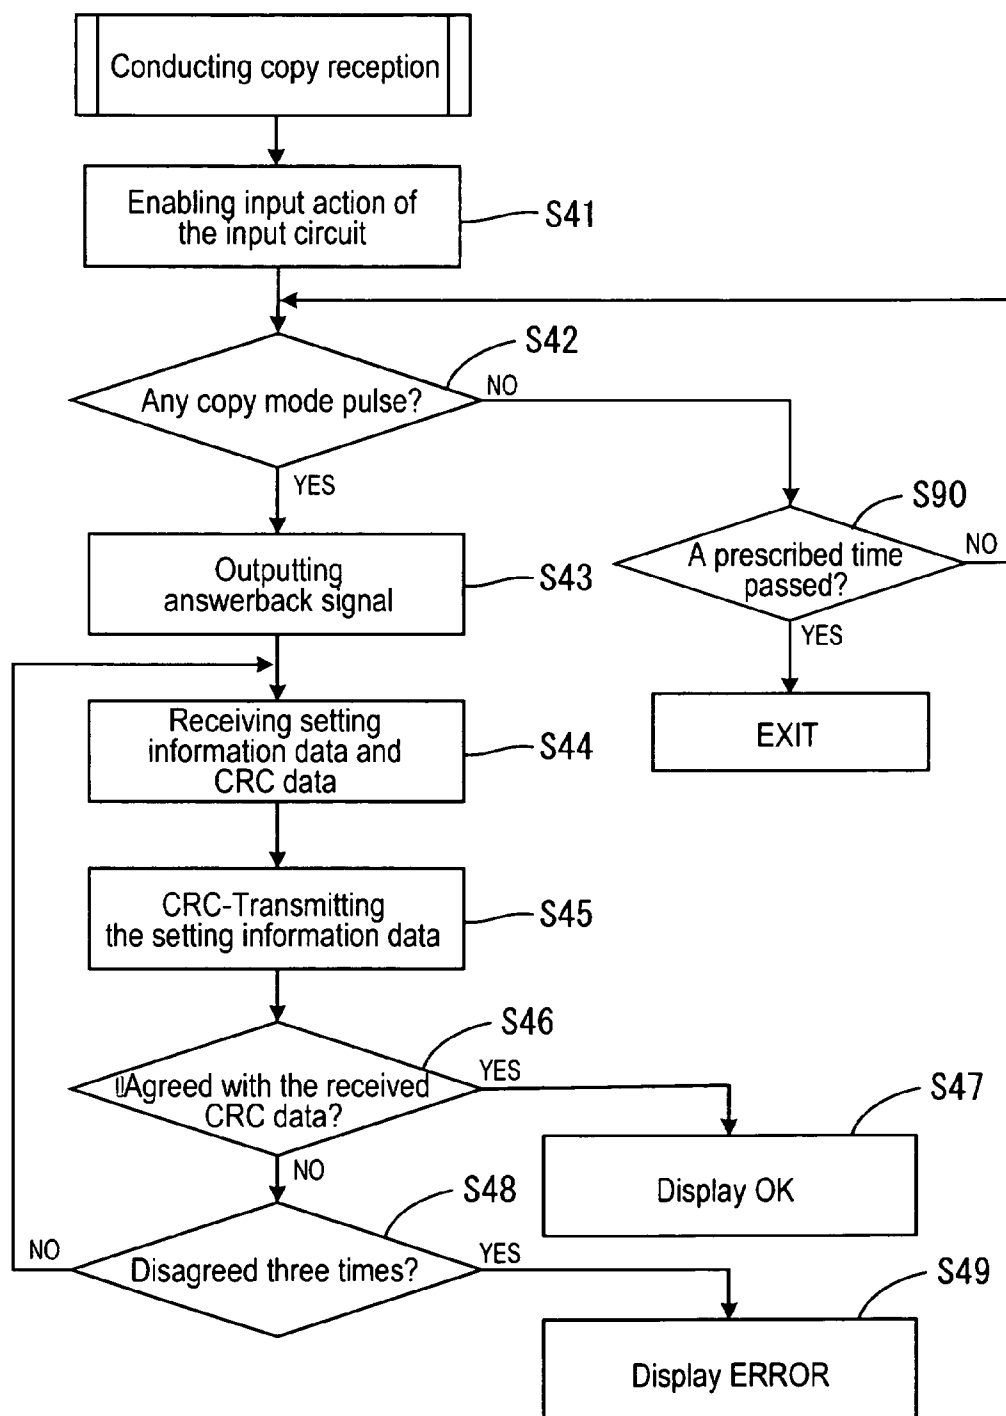 Conducting copy reception
Enabling input action of
the input circuit
S41
S42
Any copy mode pulse?
NO
YES
S90
A prescribed time
passed?
NO
YES
EXIT
Outputting
answerback signal
S43
Receiving setting
information data and
CRC data
S44
CRC-Transmitting
the setting information data
S45
S46
Agreed with the received
CRC data?
YES
NO
S47
Display OK
S48
Disagreed three times?
NO
YES
S49
Display ERROR